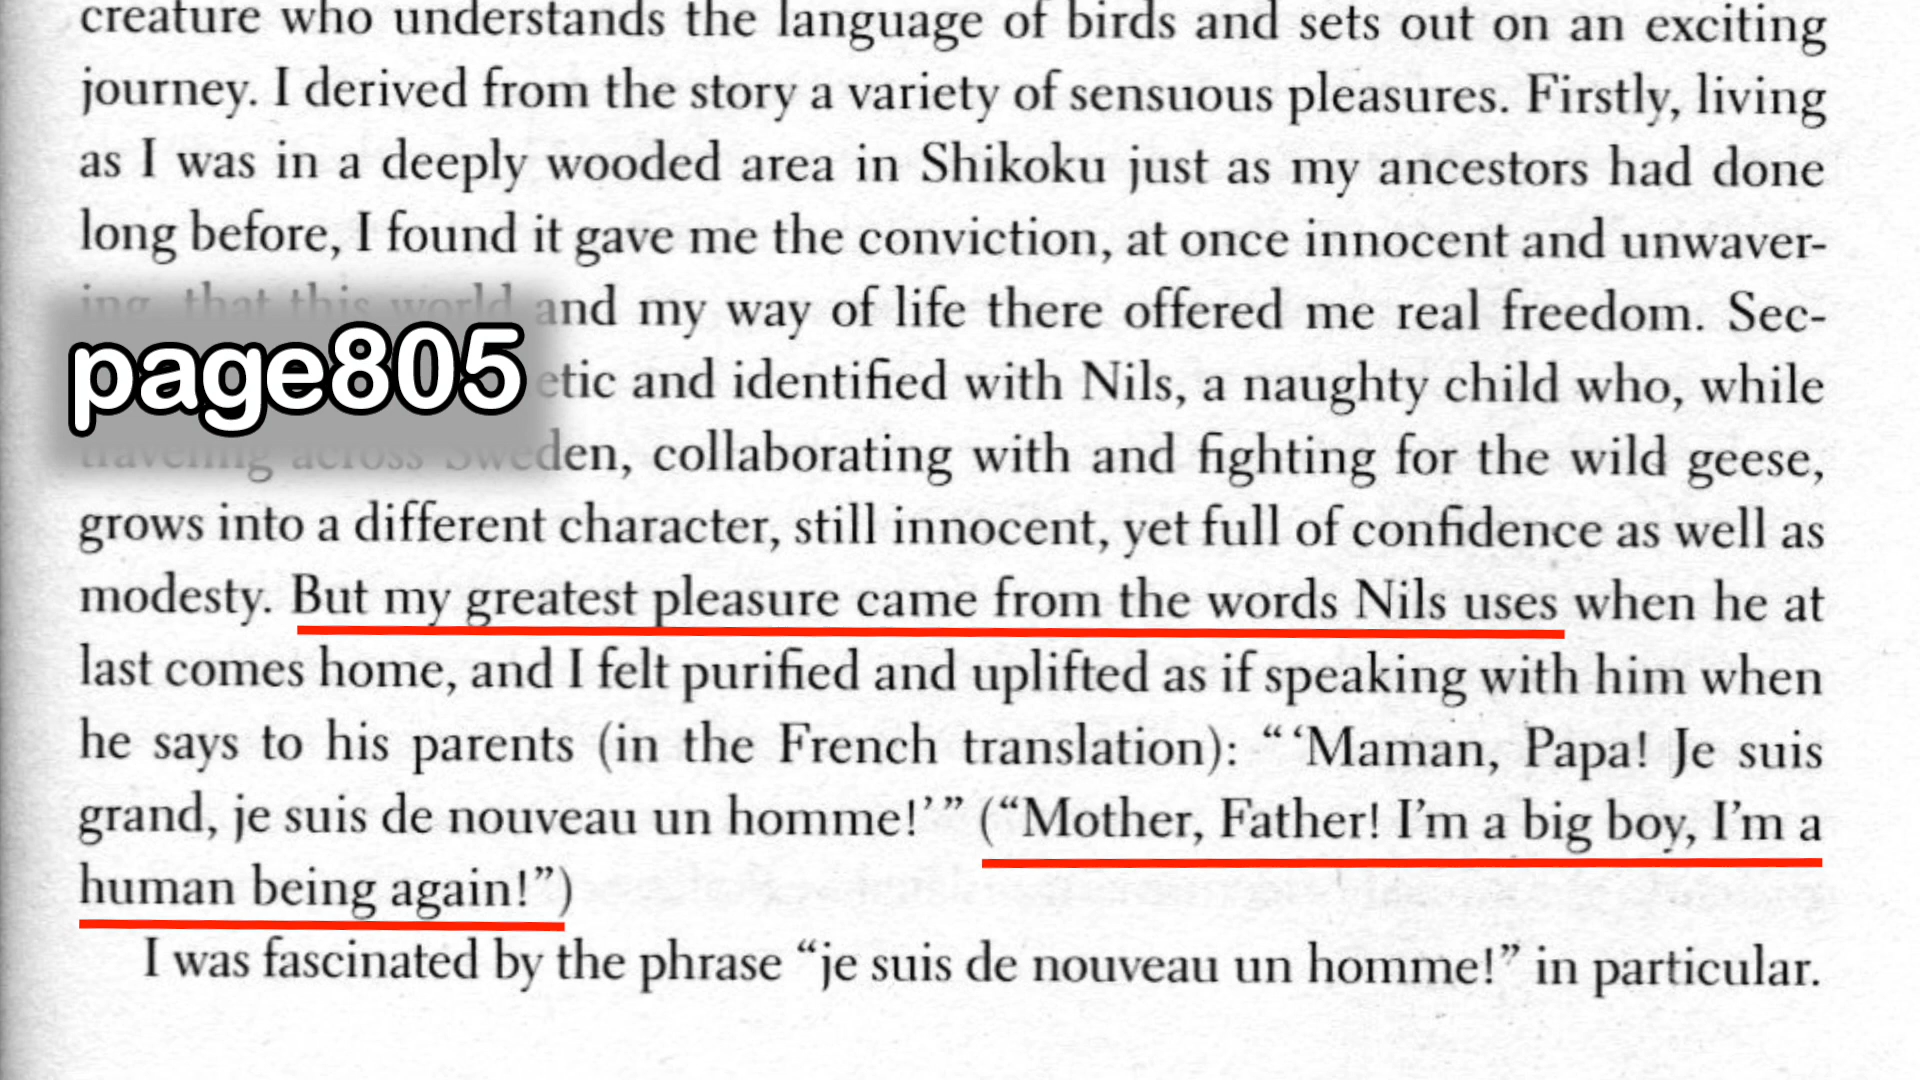 creature who understands the language of birds and sets out on an exciting
journey. I derived from the story a variety of sensuous pleasures. Firstly, living
as I was in a deeply wooded area in Shikoku just as my ancestors had done
long before, I found it gave me the conviction, at once innocent and unwaver-
ing, that this world and my way of life there offered me real freedom. Sec-
page805
etic and identified with Nils, a naughty child who, while
traveling across Sweden, collaborating with and fighting for the wild geese,
grows into a different character, still innocent, yet full of confidence as well as
modesty. But my greatest pleasure came from the words Nils uses when he at
last comes home, and I felt purified and uplifted as if speaking with him when
he says to his parents (in the French translation): “ ‘Maman, Papa! Je suis
grand, je suis de nouveau un homme!’ ” (“Mother, Father! I’m a big boy, I’m a
human being again!”)
I was fascinated by the phrase “je suis de nouveau un homme!” in particular.